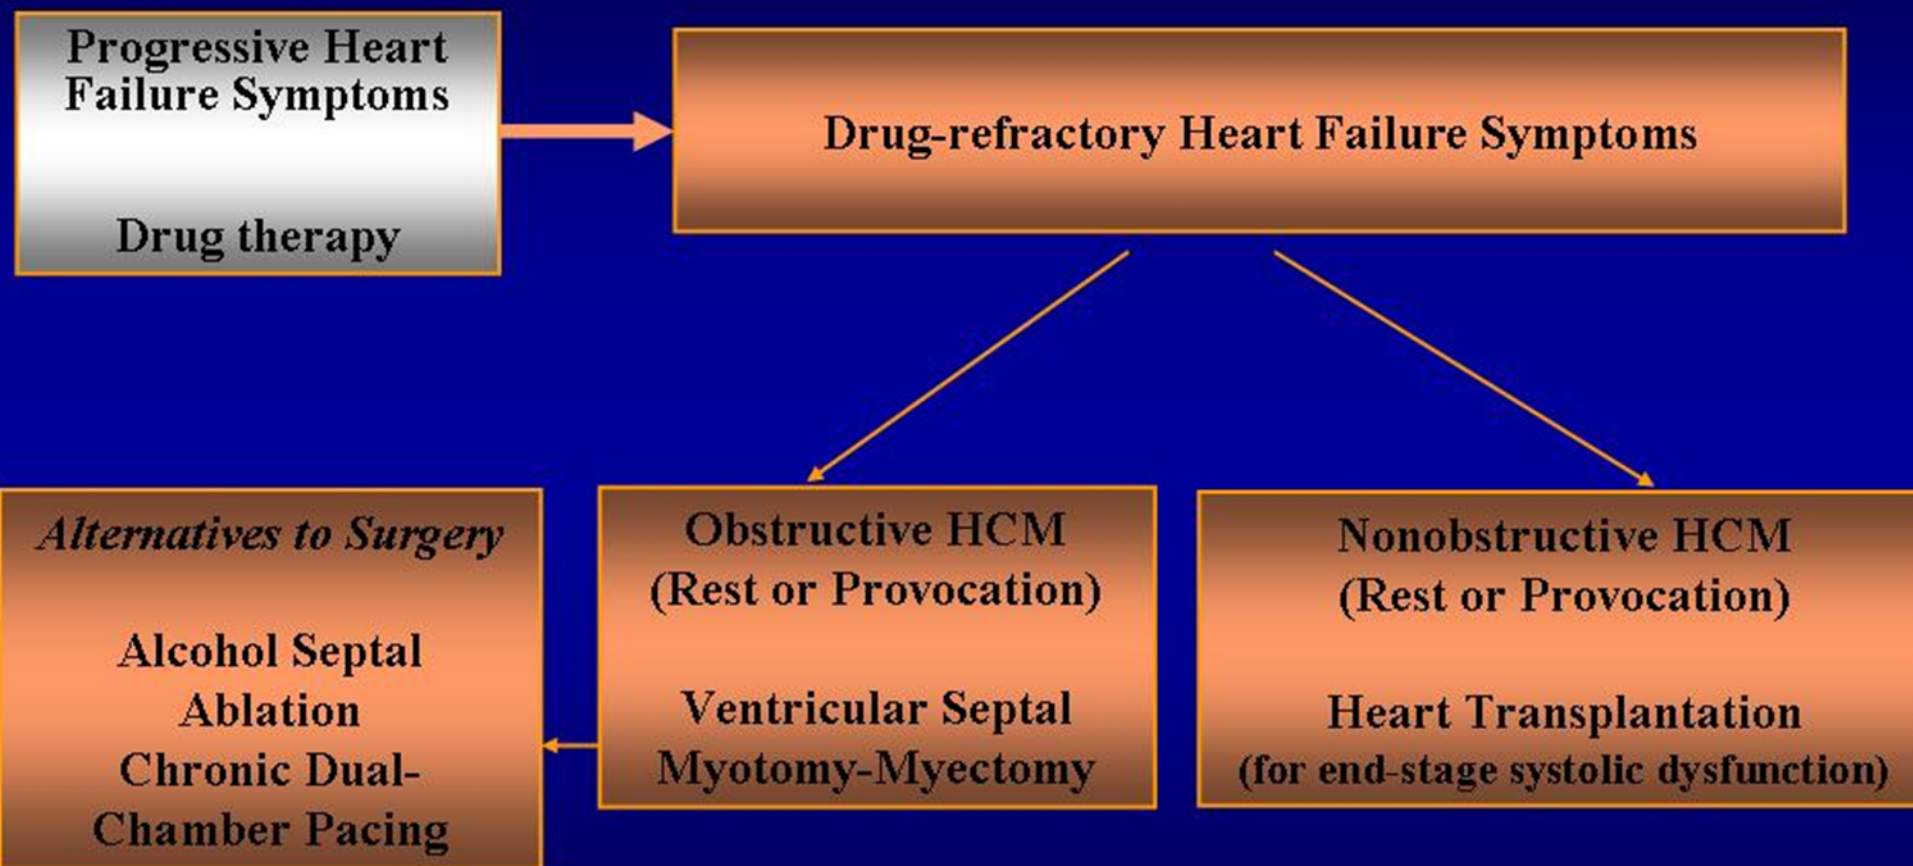 Progressive Heart
Failure Symptoms
Drug therapy
Drug-refractory Heart Failure Symptoms
Alternatives to Surgery
Alcohol Septal
Ablation
Chronic Dual-
Chamber Pacing
Obstructive HCM
(Rest or Provocation)
Ventricular Septal
Myotomy-Myectomy
Nonobstructive HCM
(Rest or Provocation)
Heart Transplantation
(for end-stage systolic dysfunction)